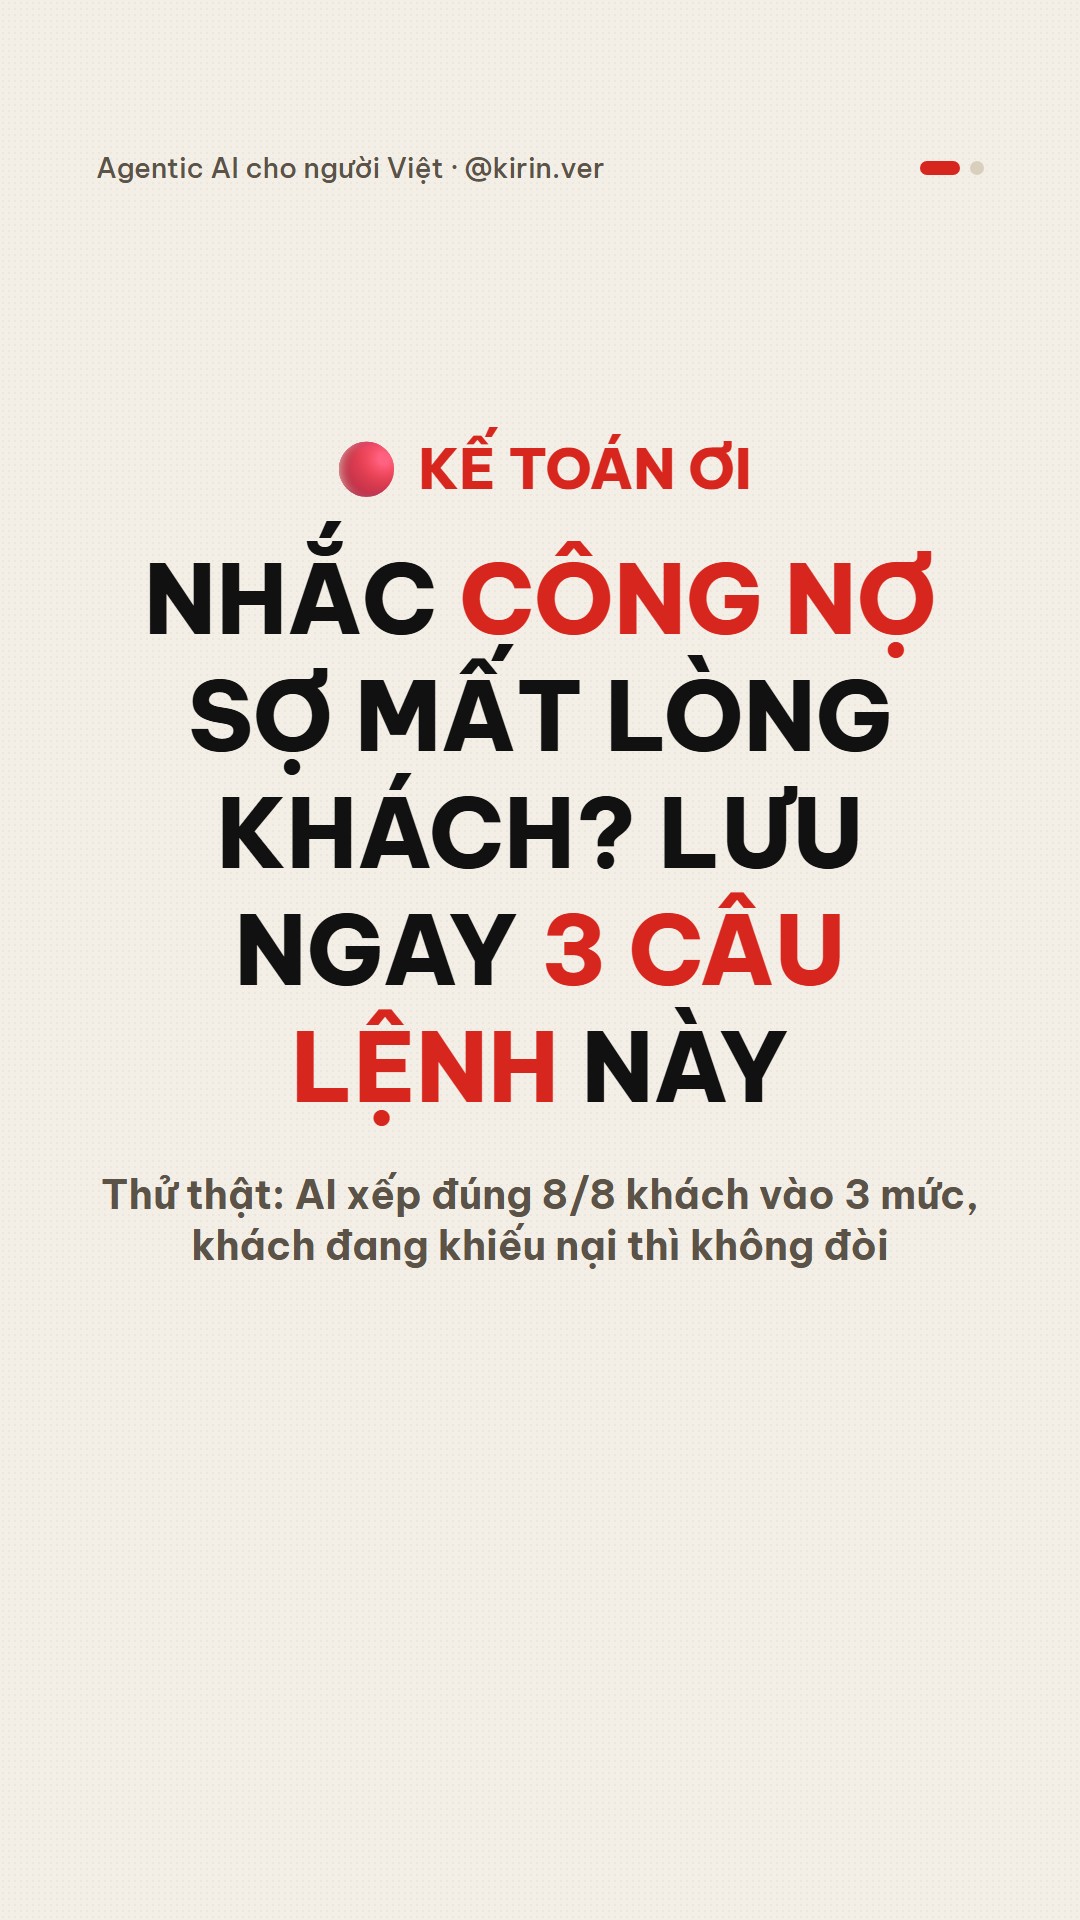 Agentic AI cho người Việt · @kirin.ver
KẾ TOÁN ƠI
NHẮC CÔNG NỢ
SỢ MẤT LÒNG
KHÁCH? LƯU
NGAY 3 CÂU
LỆNH NÀY
Thử thật: AI xếp đúng 8/8 khách vào 3 mức,
khách đang khiếu nại thì không đòi